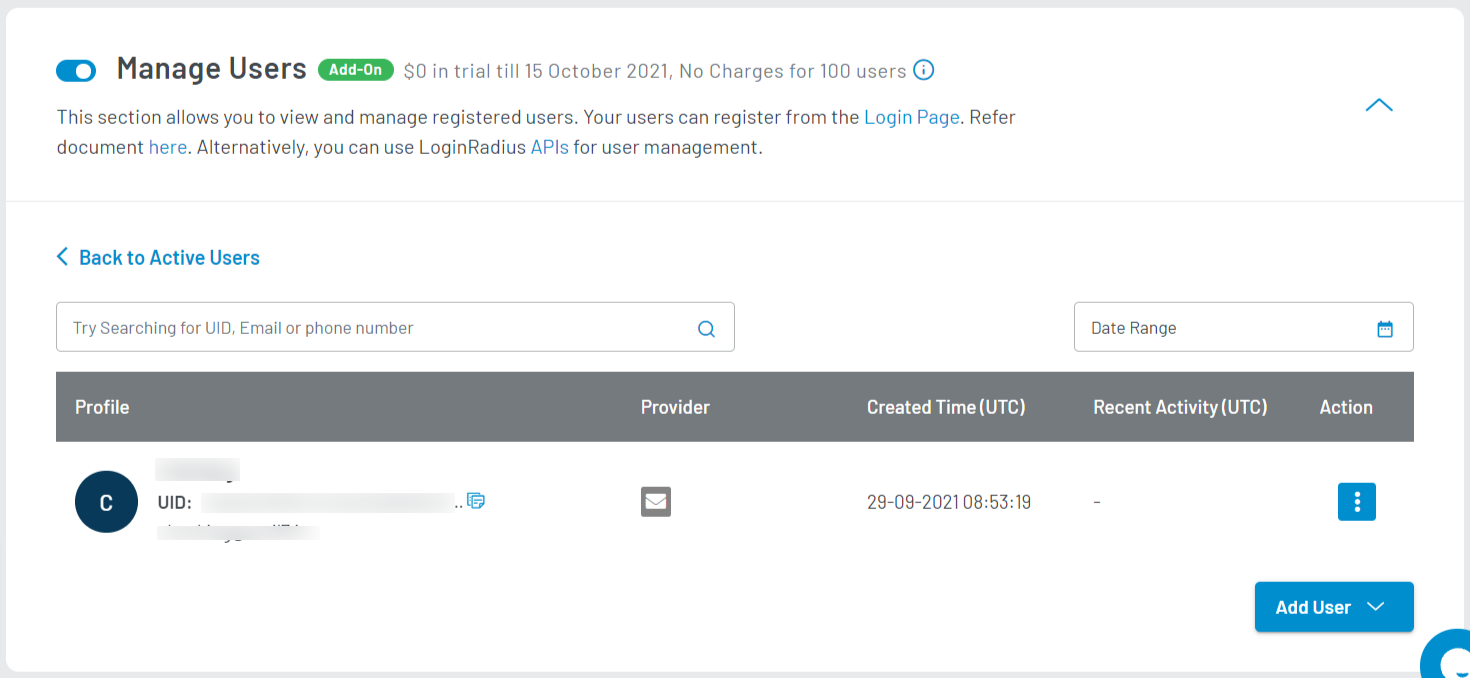 Manage Users Add-On $0 in trial till 15 October 2021, No Charges for 100 users
This section allows you to view and manage registered users. Your users can register from the Login Page. Refer
document here. Alternatively, you can use LoginRadius APIs for user management.
Back to Active Users
Try Searching for UID, Email or phone number
Date Range
Profile Provider Created Time (UTC) Recent Activity (UTC) Action
C
UID: .. 29-09-2021 08:53:19 -
Add User